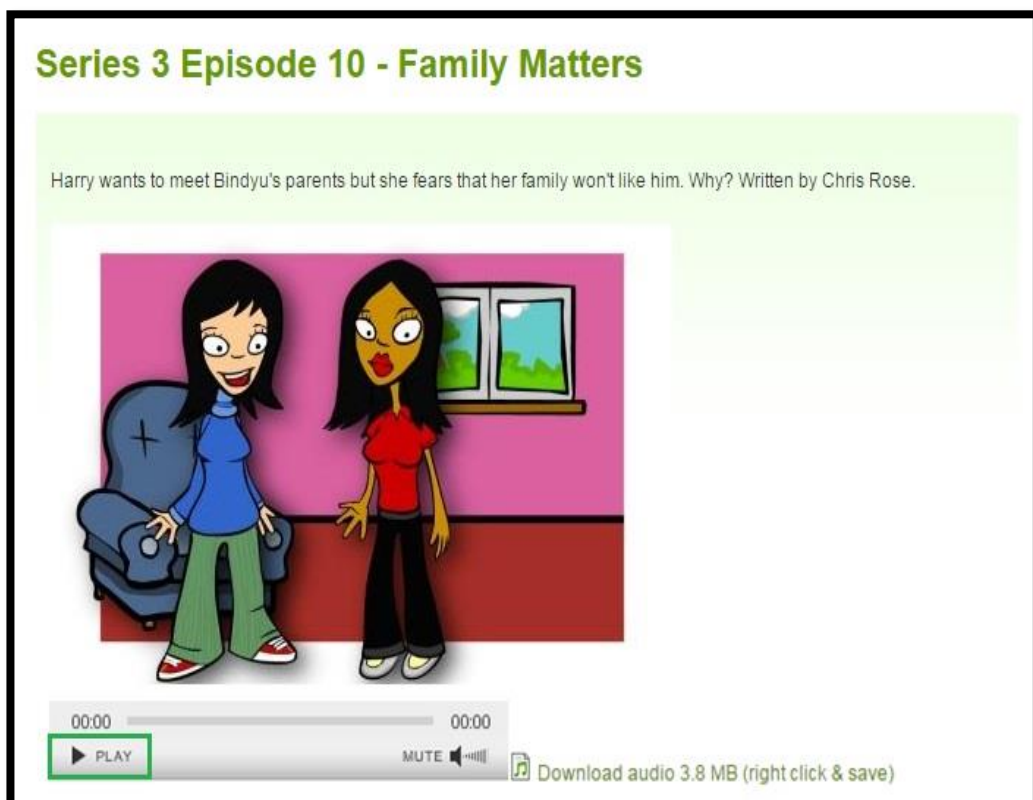 Series 3 Episode 10 - Family Matters
Harry wants to meet Bindyu's parents but she fears that her family won't like him. Why? Written by Chris Rose.
00:00 00:00
PLAY MUTE
Download audio 3.8 MB (right click & save)